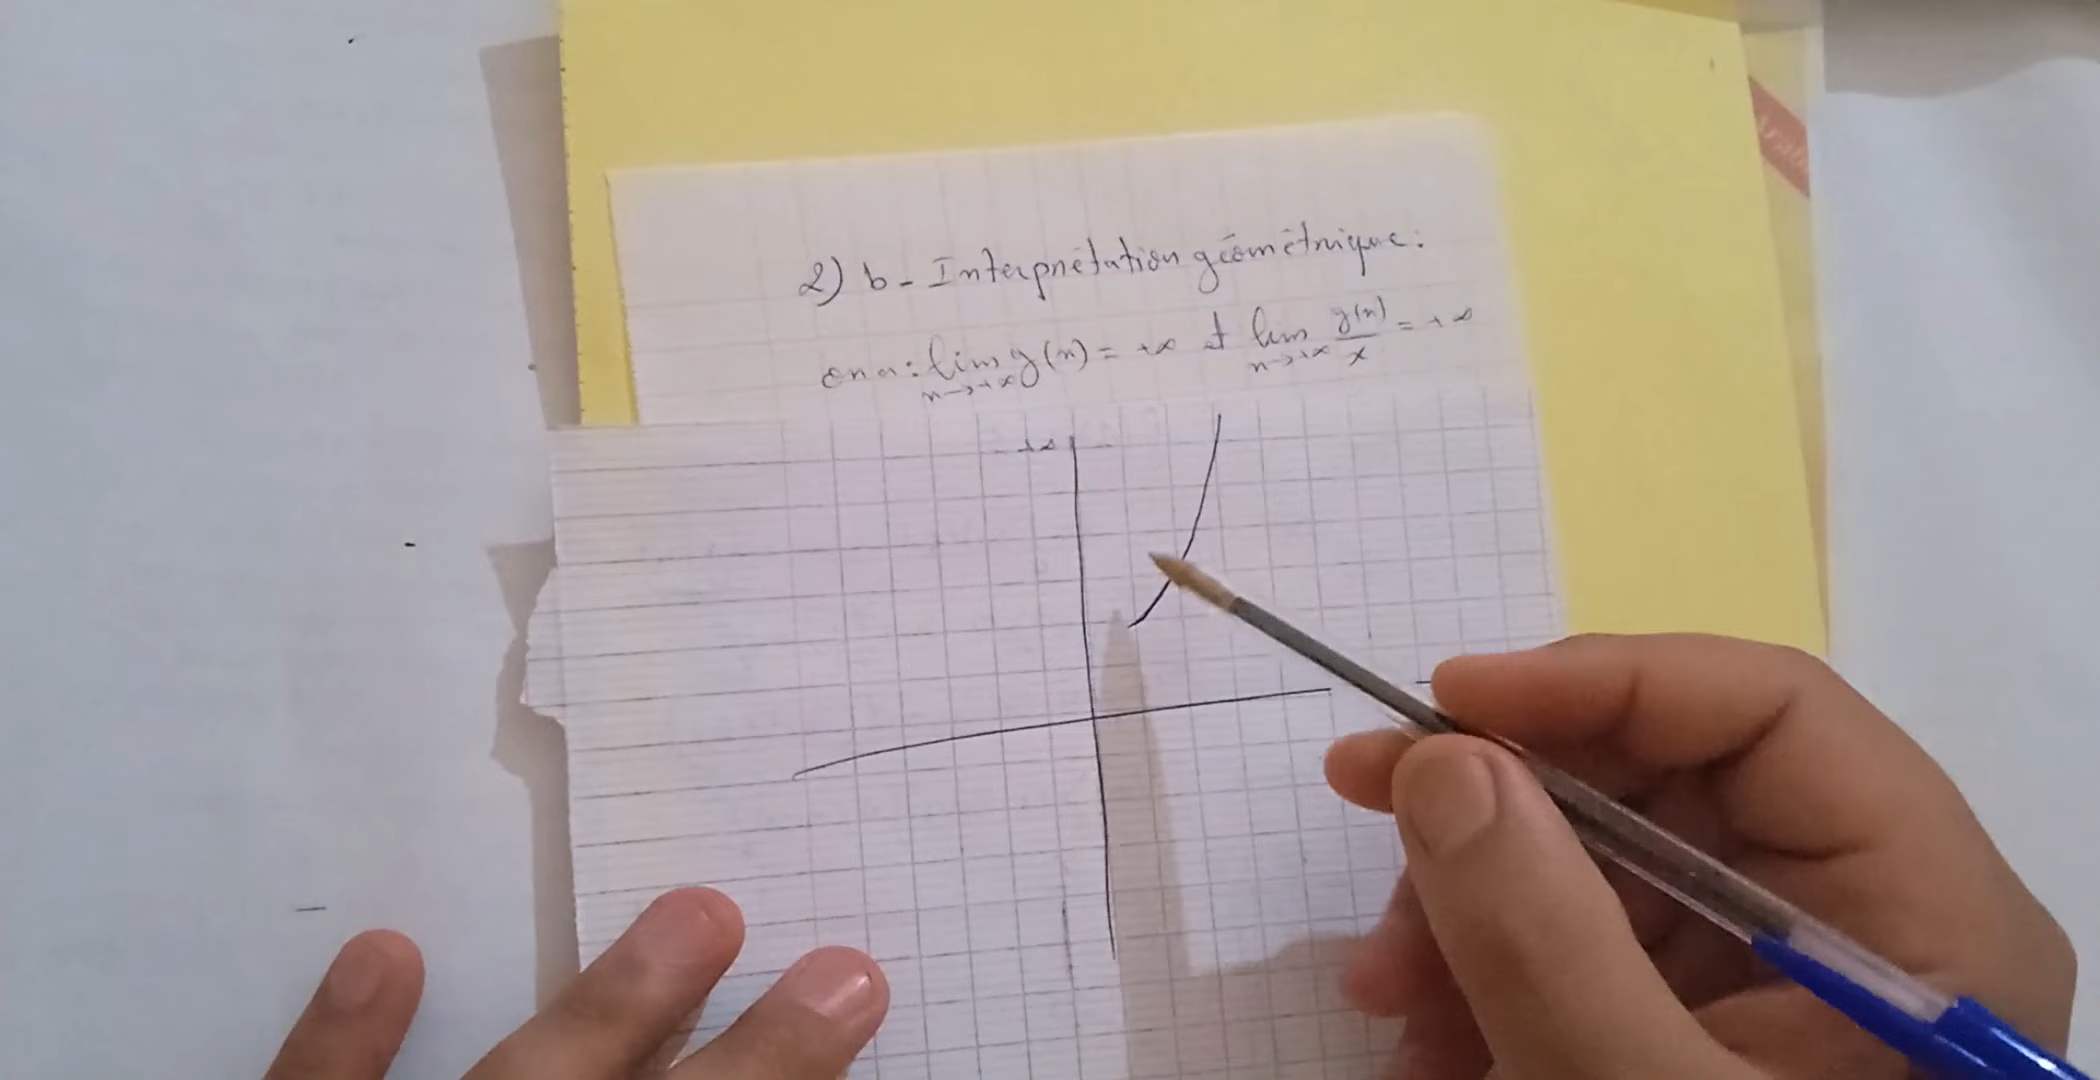 2) b - Interprétation géométrique:
on a: lim g(x) = +∞ et lim g(x)/x = +∞
x→+∞ x→+∞
+∞